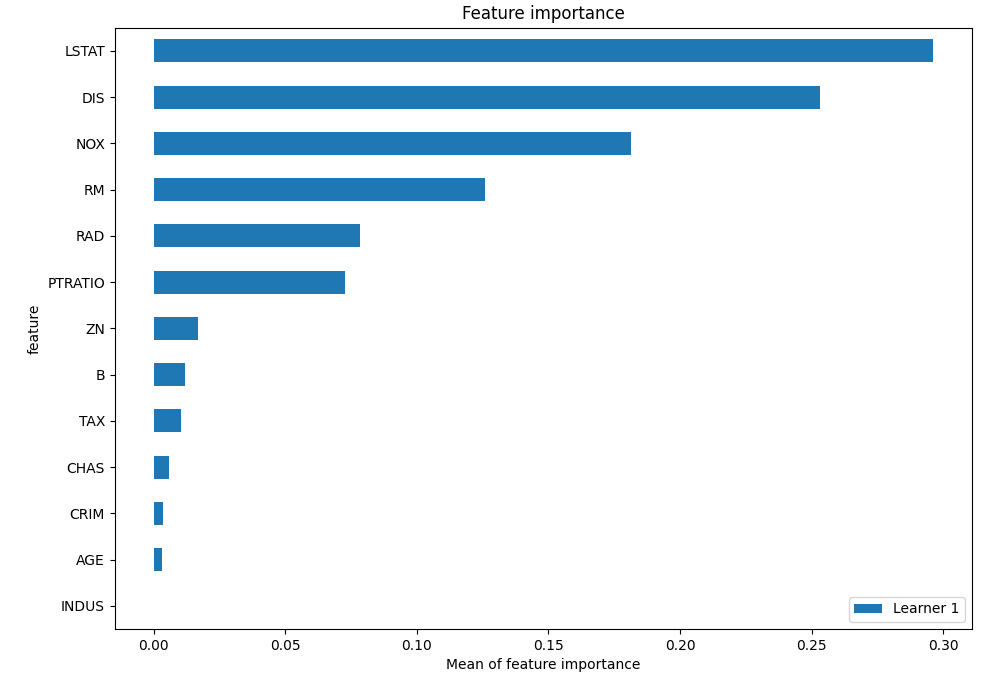 Feature importance
LSTAT
DIS
NOX
RM
RAD
PTRATIO
ZN
B
TAX
CHAS
CRIM
AGE
INDUS
feature
Learner 1
0.00 0.05 0.10 0.15 0.20 0.25 0.30
Mean of feature importance